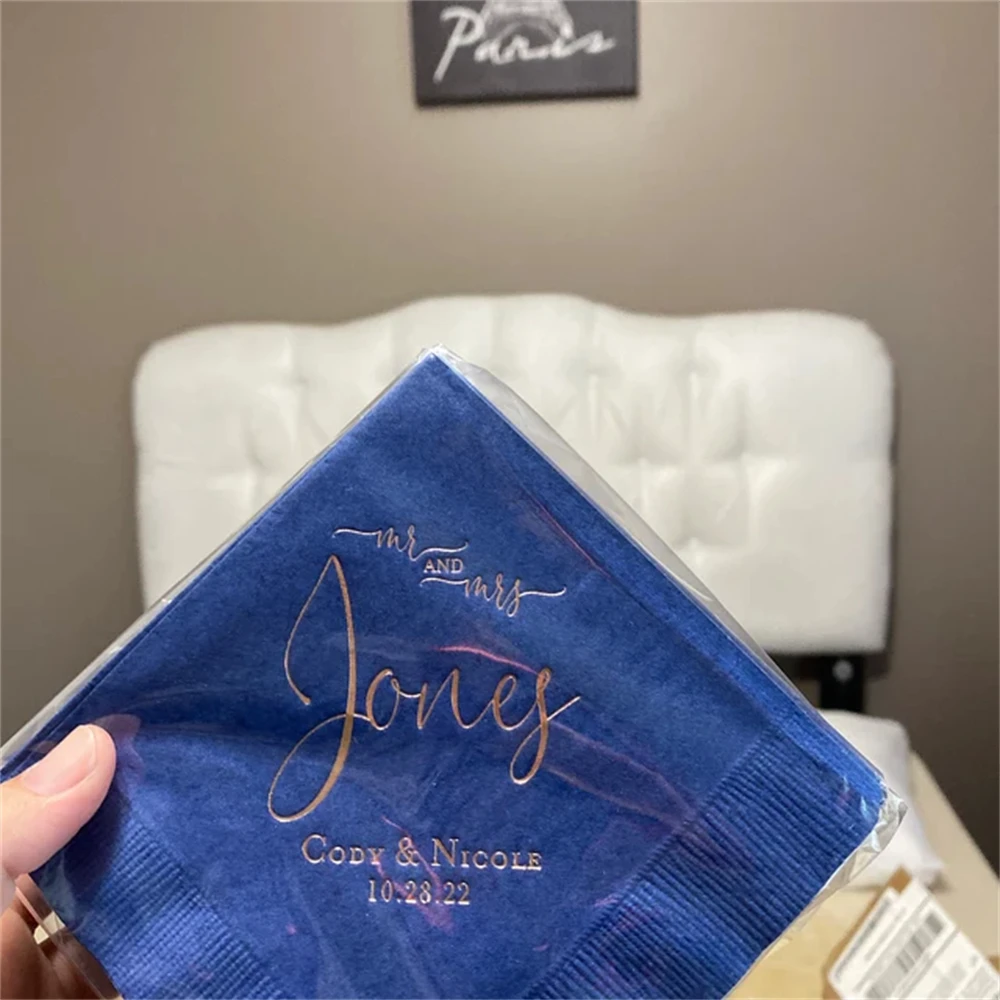 Paris
mr
AND
mrs
Jones
CODY & NICOLE
10.28.22